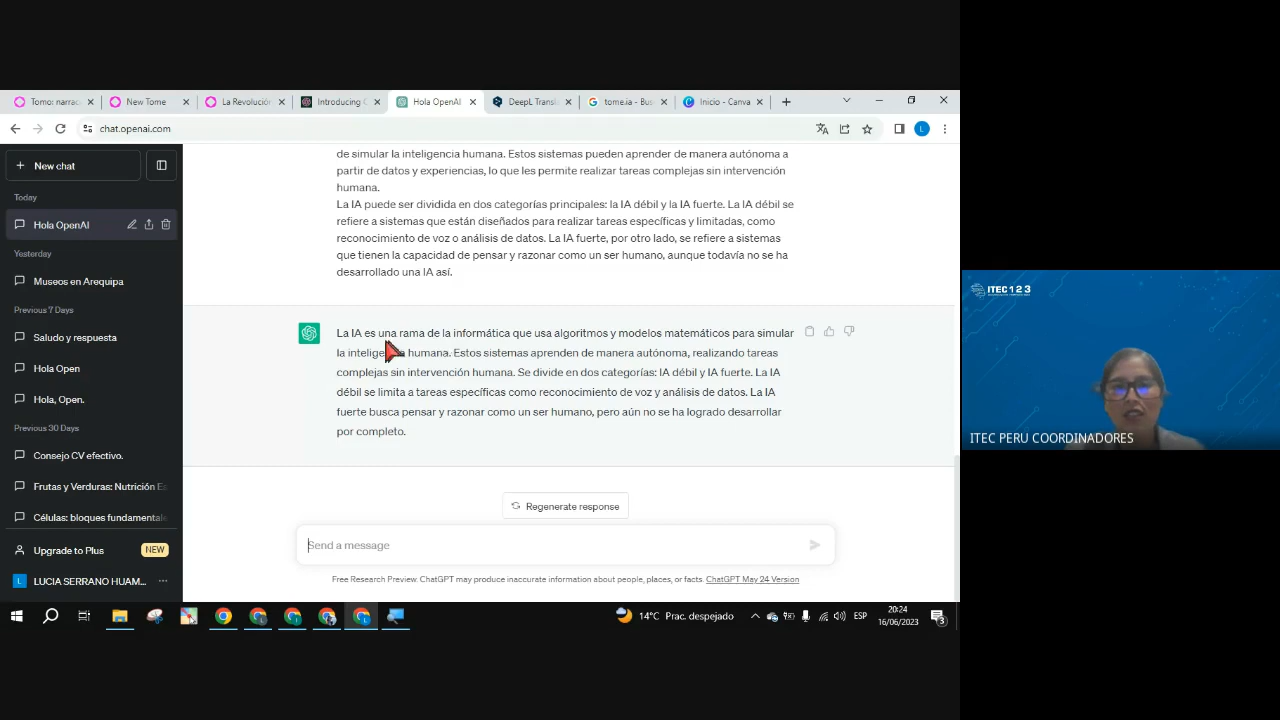 Tomo: narrac
New Tome
La Revolución
Introducing C
Hola OpenAI
DeepL Transl
tome.ia - Bus
Inicio - Canva
chat.openai.com
New chat
Today
Hola OpenAI
Yesterday
Museos en Arequipa
Previous 7 Days
Saludo y respuesta
Hola Open
Hola, Open.
Previous 30 Days
Consejo CV efectivo.
Frutas y Verduras: Nutrición Es
Células: bloques fundamentale
Upgrade to Plus
NEW
L
LUCIA SERRANO HUAM...
de simular la inteligencia humana. Estos sistemas pueden aprender de manera autónoma a
partir de datos y experiencias, lo que les permite realizar tareas complejas sin intervención
humana.
La IA puede ser dividida en dos categorías principales: la IA débil y la IA fuerte. La IA débil se
refiere a sistemas que están diseñados para realizar tareas específicas y limitadas, como
reconocimiento de voz o análisis de datos. La IA fuerte, por otro lado, se refiere a sistemas
que tienen la capacidad de pensar y razonar como un ser humano, aunque todavía no se ha
desarrollado una IA así.
La IA es una rama de la informática que usa algoritmos y modelos matemáticos para simular
la humana. Estos sistemas aprenden de manera autónoma, realizando tareas
complejas sin intervención humana. Se divide en dos categorías: IA débil y IA fuerte. La IA
débil se limita a tareas específicas como reconocimiento de voz y análisis de datos. La IA
fuerte busca pensar y razonar como un ser humano, pero aún no se ha logrado desarrollar
por completo.
Regenerate response
Send a message
Free Research Preview. ChatGPT may produce inaccurate information about people, places, or facts. ChatGPT May 24 Version
14°C Prac. despejado
ESP
20:24
16/06/2023
3
ITEC 1 2 3
ITEC PERU COORDINADORES